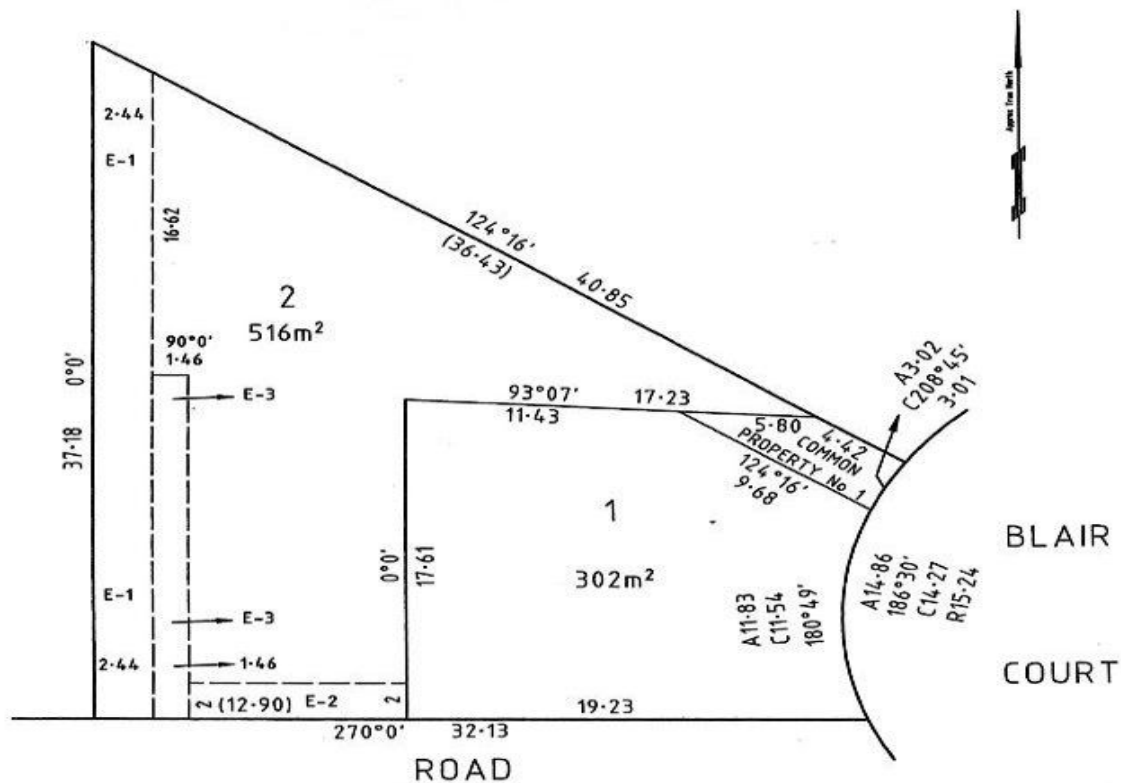 Approx True North
2·44
E-1
16·62
124°16'
(36·43)
40·85
2
516m²
90°0'
1·46
E-3
0°0'
37·18
93°07'
17·23
11·43
5·80
4·42
COMMON
PROPERTY No 1
124°16'
9·68
A3·02
C208°45'
3·01
1
302m²
0°0'
17·61
A11·83
C11·54
180°49'
A14·86
186°30'
C14·27
R15·24
BLAIR
COURT
E-1
E-3
2·44
1·46
2
(12·90)
E-2
2
19·23
270°0'
32·13
ROAD